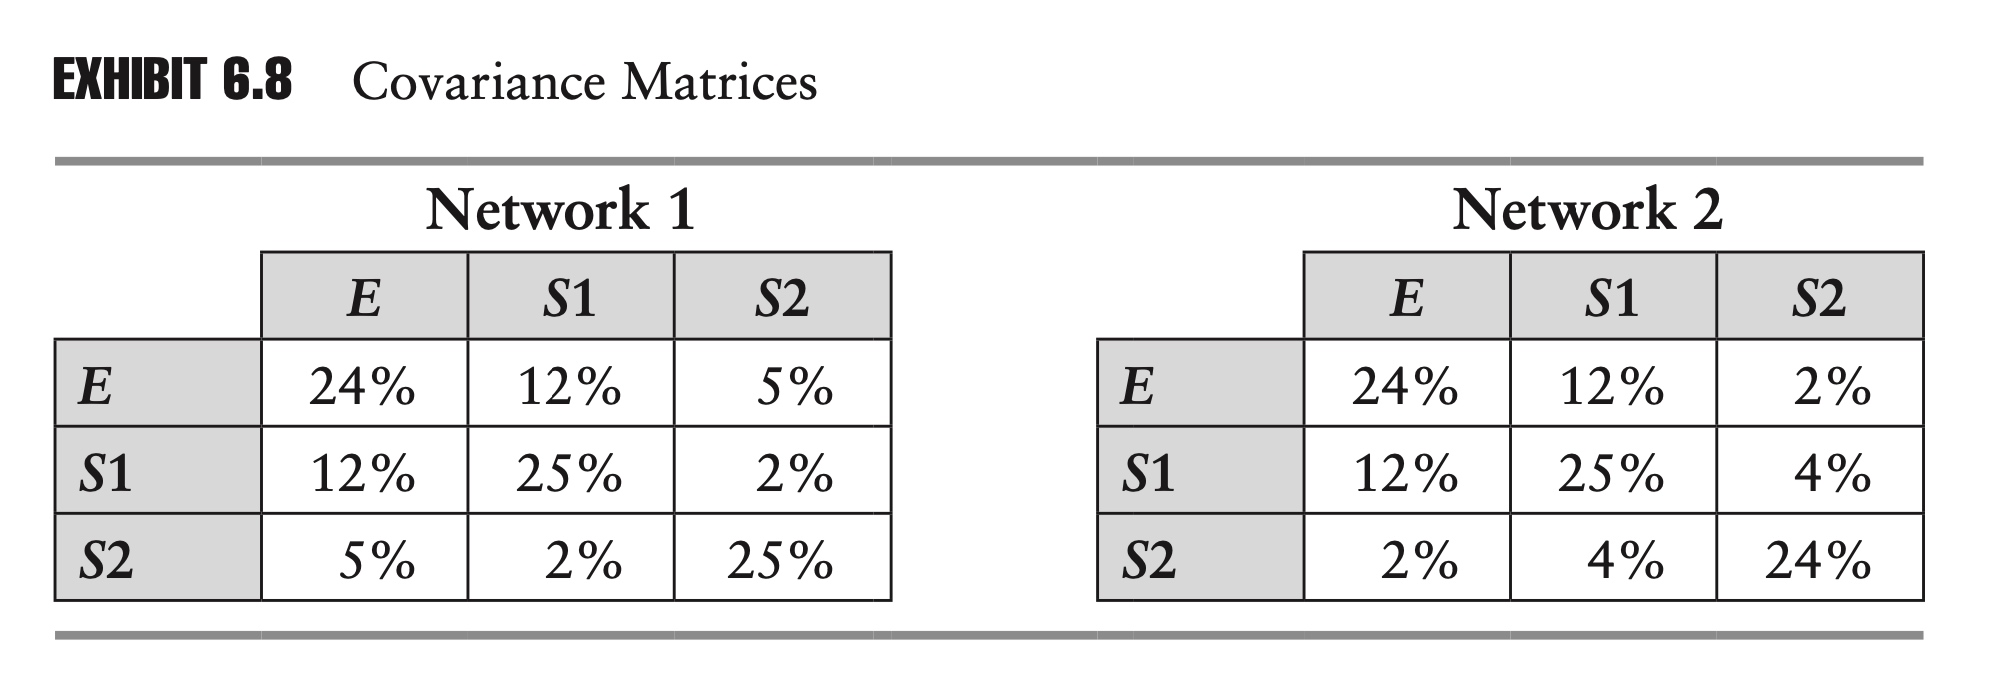 EXHIBIT 6.8 Covariance Matrices
Network 1 Network 2
E S1 S2 E S1 S2
E 24% 12% 5% E 24% 12% 2%
S1 12% 25% 2% S1 12% 25% 4%
S2 5% 2% 25% S2 2% 4% 24%